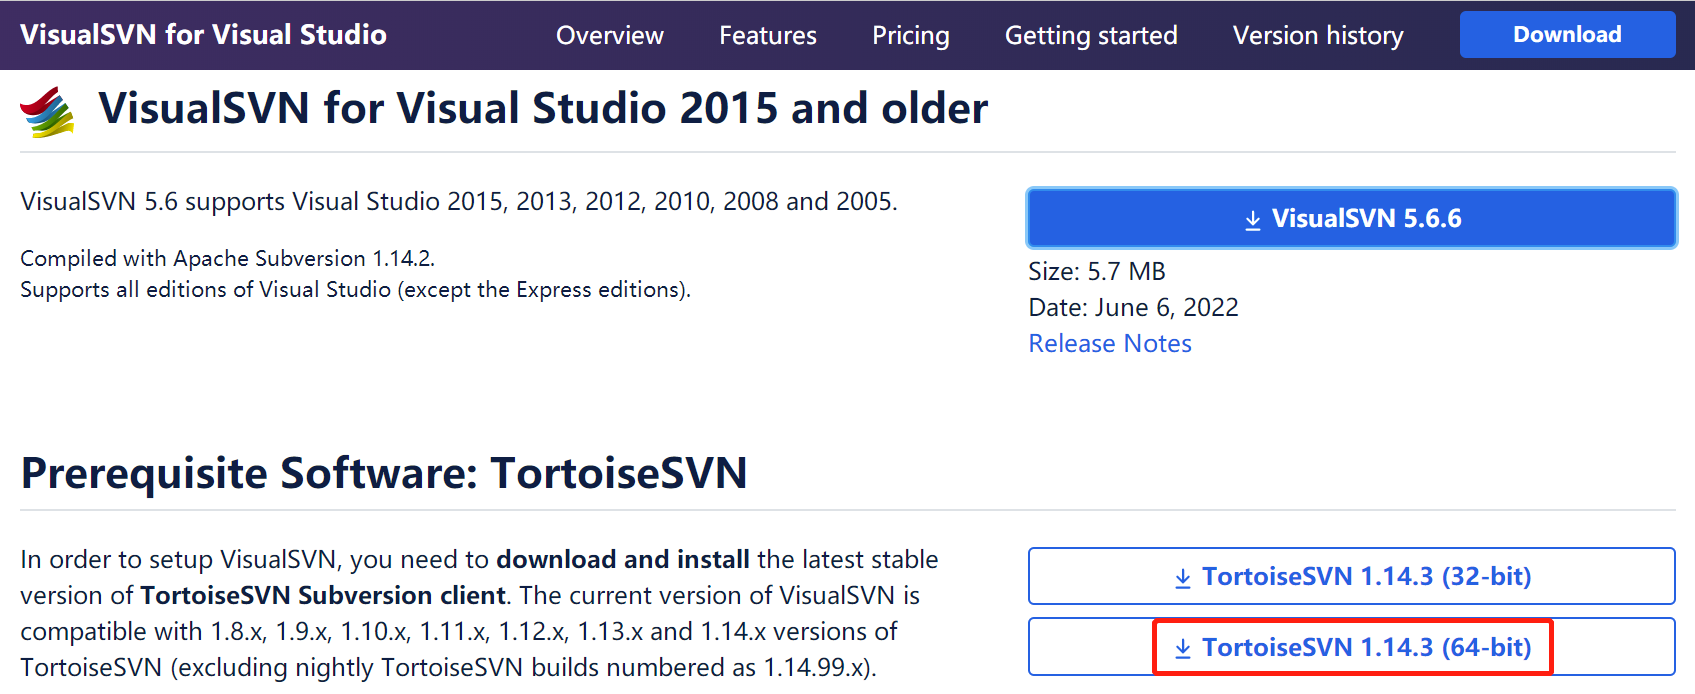 VisualSVN for Visual Studio Overview Features Pricing Getting started Version history Download
VisualSVN for Visual Studio 2015 and older
VisualSVN 5.6 supports Visual Studio 2015, 2013, 2012, 2010, 2008 and 2005.
Compiled with Apache Subversion 1.14.2.
Supports all editions of Visual Studio (except the Express editions).
VisualSVN 5.6.6
Size: 5.7 MB
Date: June 6, 2022
Release Notes
Prerequisite Software: TortoiseSVN
In order to setup VisualSVN, you need to download and install the latest stable
version of TortoiseSVN Subversion client. The current version of VisualSVN is
compatible with 1.8.x, 1.9.x, 1.10.x, 1.11.x, 1.12.x, 1.13.x and 1.14.x versions of
TortoiseSVN (excluding nightly TortoiseSVN builds numbered as 1.14.99.x).
TortoiseSVN 1.14.3 (32-bit)
TortoiseSVN 1.14.3 (64-bit)